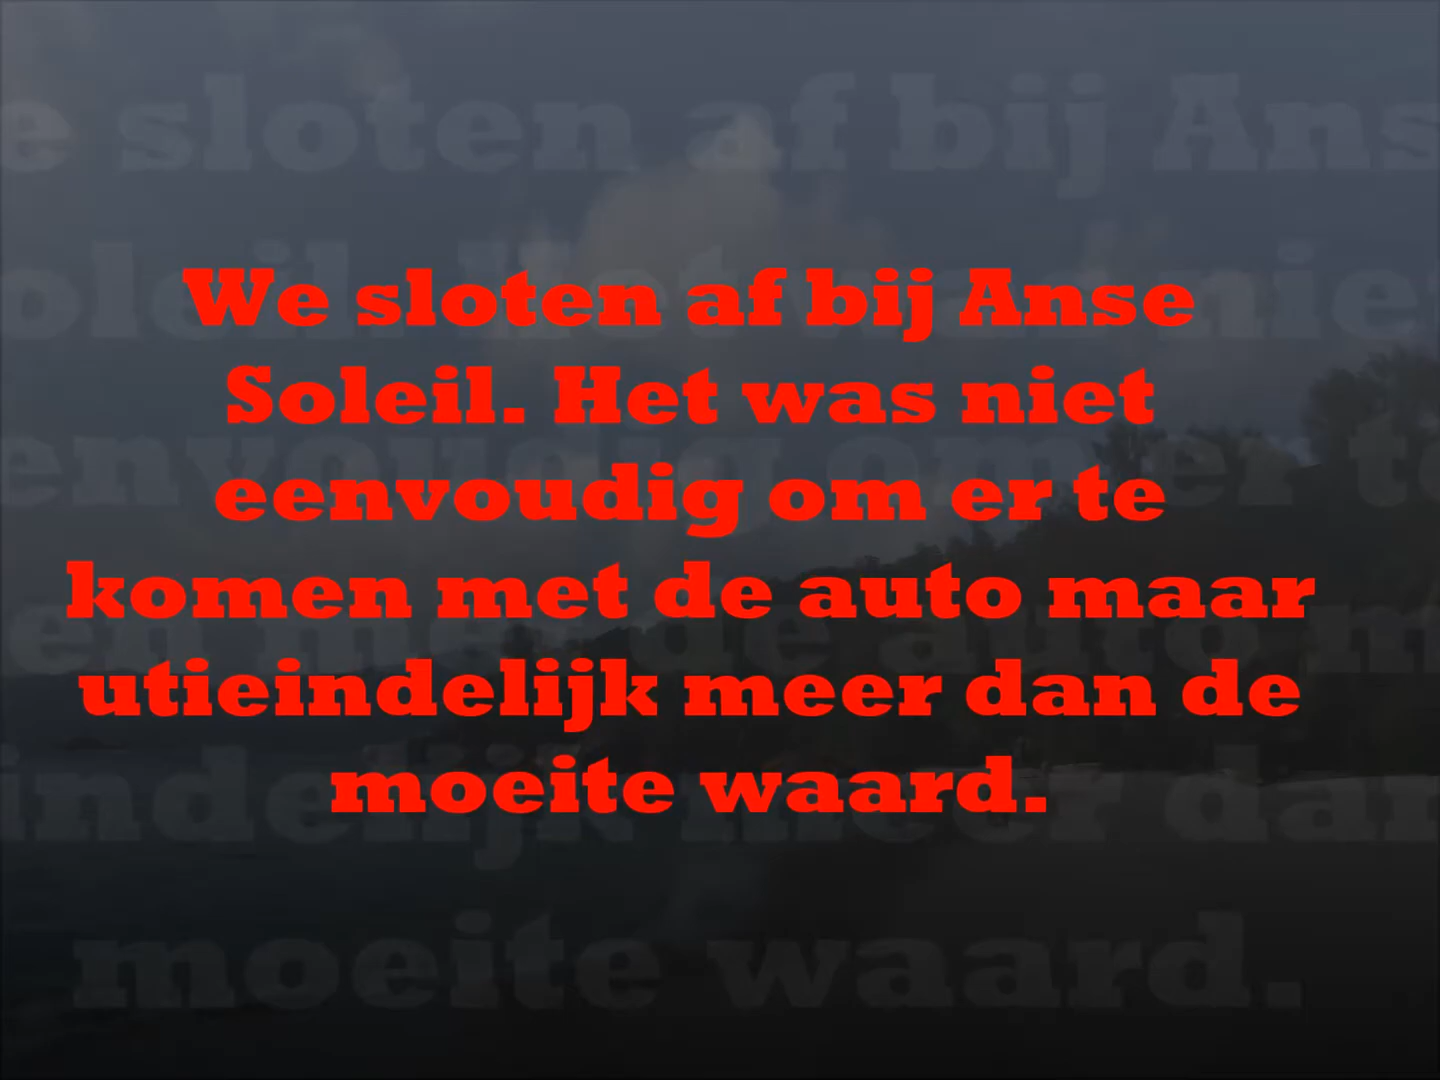 We sloten af bij Anse
Soleil. Het was niet
eenvoudig om er te
komen met de auto maar
utieindelijk meer dan de
moeite waard.